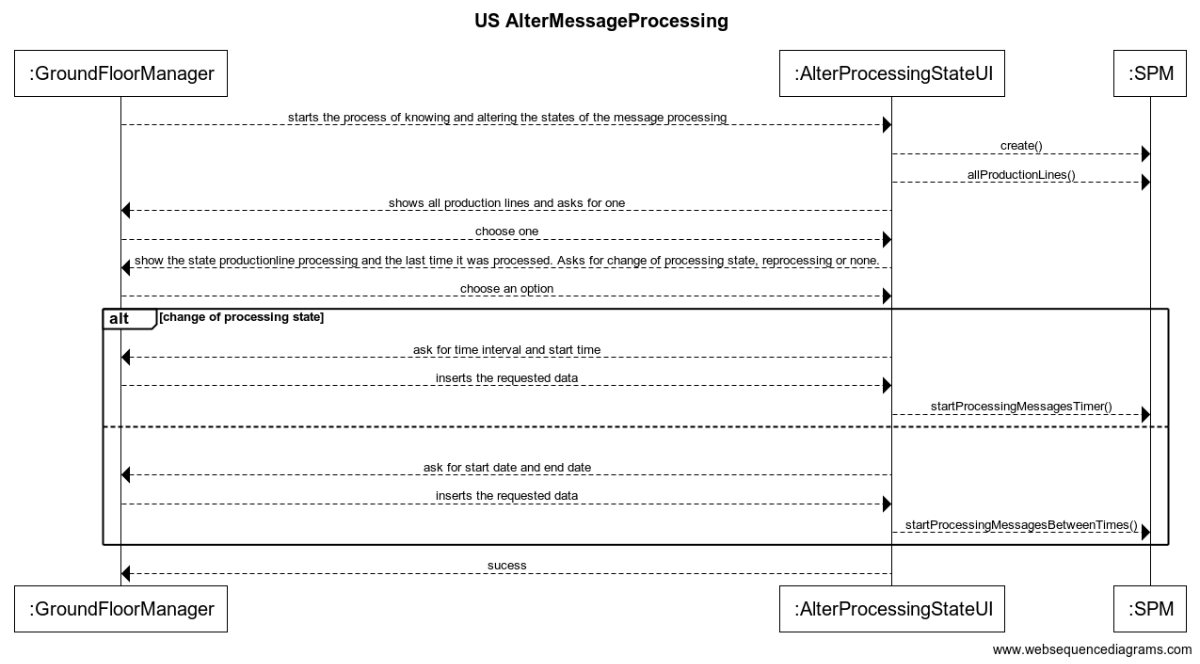 US AlterMessageProcessing
:GroundFloorManager :AlterProcessingStateUI :SPM
starts the process of knowing and altering the states of the message processing
create()
allProductionLines()
shows all production lines and asks for one
choose one
show the state productionline processing and the last time it was processed. Asks for change of processing state, reprocessing or none.
choose an option
alt [change of processing state]
ask for time interval and start time
inserts the requested data
startProcessingMessagesTimer()
ask for start date and end date
inserts the requested data
startProcessingMessagesBetweenTimes()
sucess
:GroundFloorManager :AlterProcessingStateUI :SPM
www.websequencediagrams.com